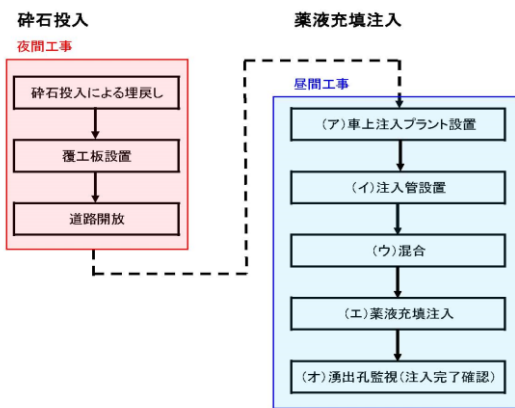 砕石投入
夜間工事
砕石投入による埋戻し
覆工板設置
道路開放
薬液充填注入
昼間工事
(ア)車上注入プラント設置
(イ)注入管設置
(ウ)混合
(エ)薬液充填注入
(オ)湧出孔監視(注入完了確認)